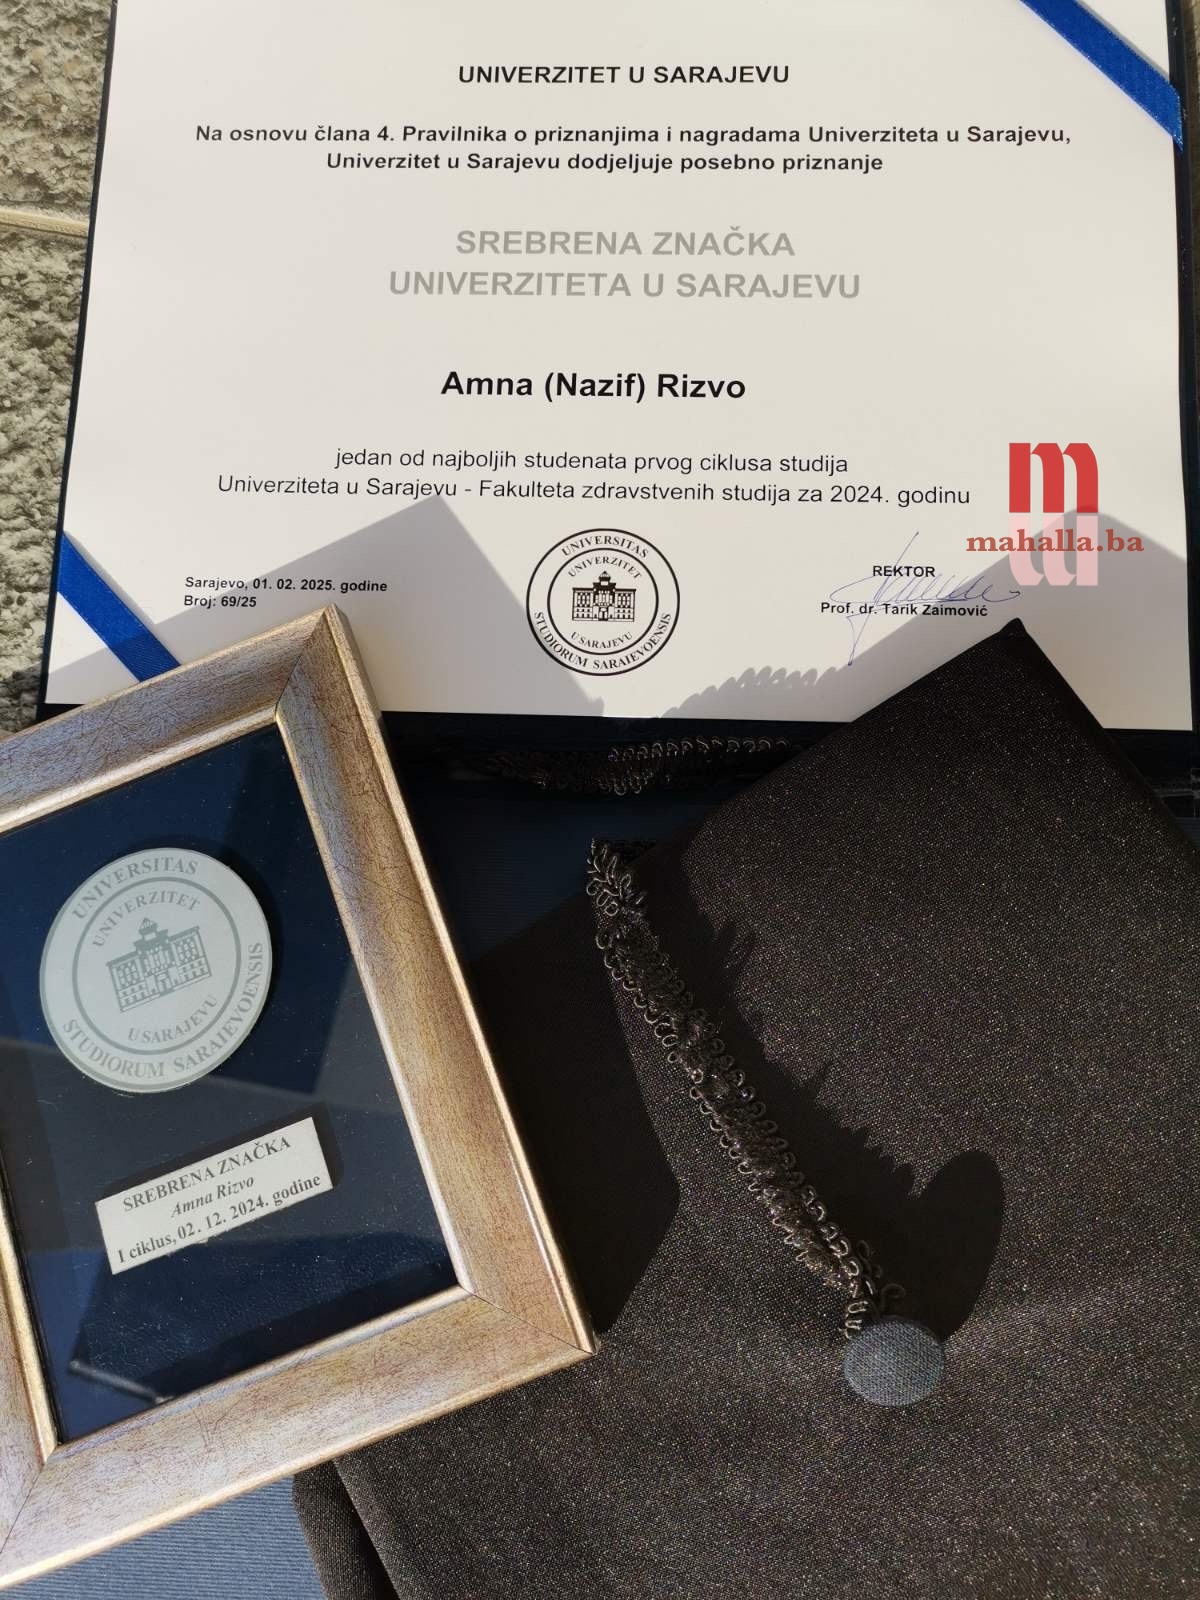 UNIVERZITET U SARAJEVU
Na osnovu člana 4. Pravilnika o priznanjima i nagradama Univerziteta u Sarajevu,
Univerzitet u Sarajevu dodjeljuje posebno priznanje
SREBRENA ZNAČKA
UNIVERZITETA U SARAJEVU
Amna (Nazif) Rizvo
jedan od najboljih studenata prvog ciklusa studija
Univerziteta u Sarajevu - Fakulteta zdravstvenih studija za 2024. godinu
Sarajevo, 01. 02. 2025. godine
Broj: 69/25
UNIVERSITAS
UNIVERZITET
U SARAJEVU
STUDIORUM SARAIEVOENSIS
REKTOR
Prof. dr. Tarik Zaimović
m
mahalla.ba
UNIVERSITAS
UNIVERZITET
U SARAJEVU
STUDIORUM SARAIEVOENSIS
SREBRENA ZNAČKA
Amna Rizvo
I ciklus, 02. 12. 2024. godine